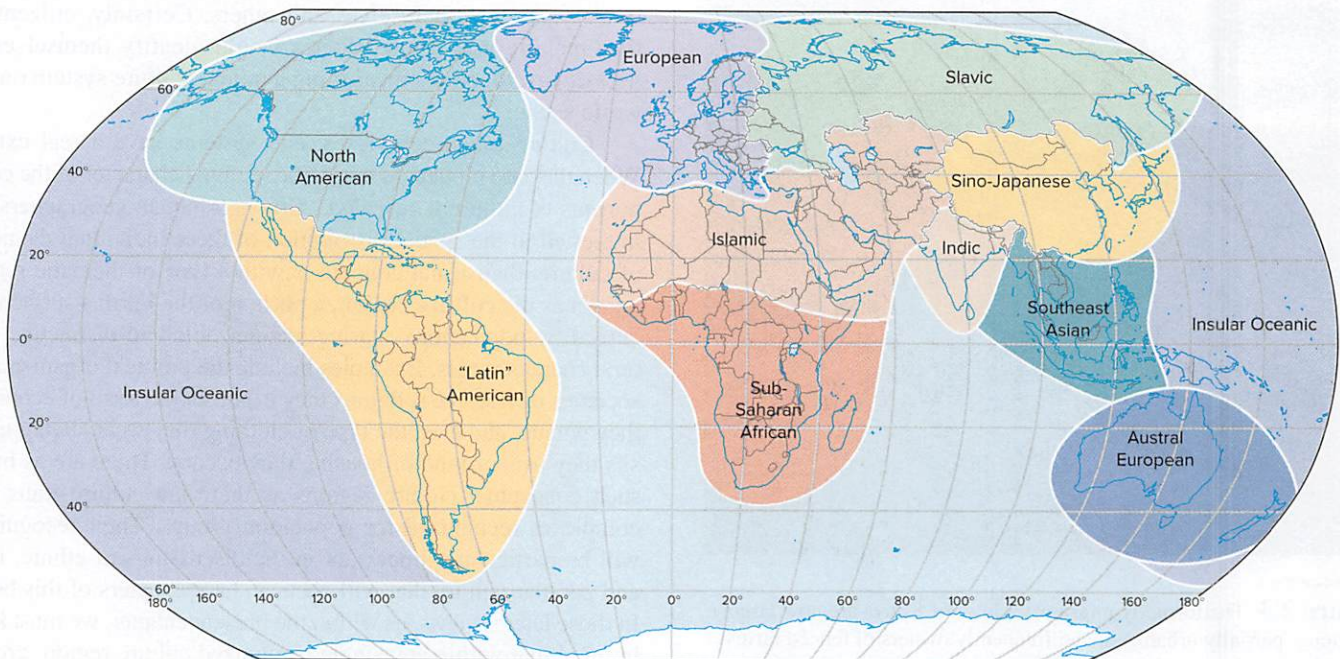 80°
European
Slavic
60°
North
American
40°
Sino-Japanese
Islamic
Indic
20°
Southeast
Asian
Insular Oceanic
0°
"Latin"
American
Sub-
Saharan
African
Insular Oceanic
20°
Austral
European
40°
60°
180° 160° 140° 120° 100° 80° 60° 40° 20° 0° 20° 40° 60° 80° 100° 120° 140° 160° 180°